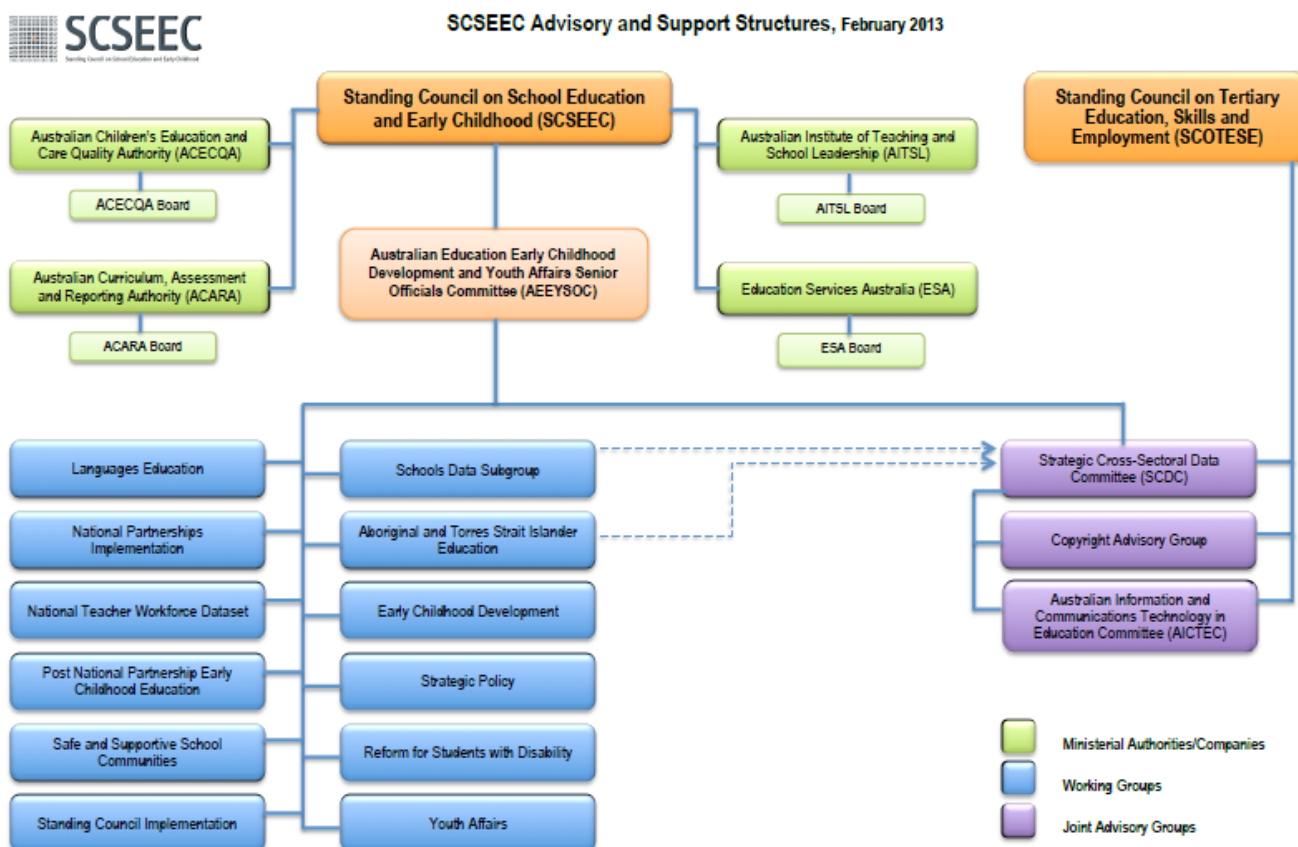 SCSEEC
Standing Council on School Education and Early Childhood
SCSEEC Advisory and Support Structures, February 2013
Standing Council on School Education
and Early Childhood (SCSEEC)
Standing Council on Tertiary
Education, Skills and
Employment (SCOTESE)
Australian Children's Education and
Care Quality Authority (ACECQA)
ACECQA Board
Australian Institute of Teaching and
School Leadership (AITSL)
AITSL Board
Australian Education Early Childhood
Development and Youth Affairs Senior
Officials Committee (AEEYSOC)
Australian Curriculum, Assessment
and Reporting Authority (ACARA)
ACARA Board
Education Services Australia (ESA)
ESA Board
Languages Education
Schools Data Subgroup
Strategic Cross-Sectoral Data
Committee (SCDC)
National Partnerships
Implementation
Aboriginal and Torres Strait Islander
Education
Copyright Advisory Group
National Teacher Workforce Dataset
Early Childhood Development
Australian Information and
Communications Technology in
Education Committee (AICTEC)
Post National Partnership Early
Childhood Education
Strategic Policy
Safe and Supportive School
Communities
Reform for Students with Disability
Standing Council Implementation
Youth Affairs
Ministerial Authorities/Companies
Working Groups
Joint Advisory Groups